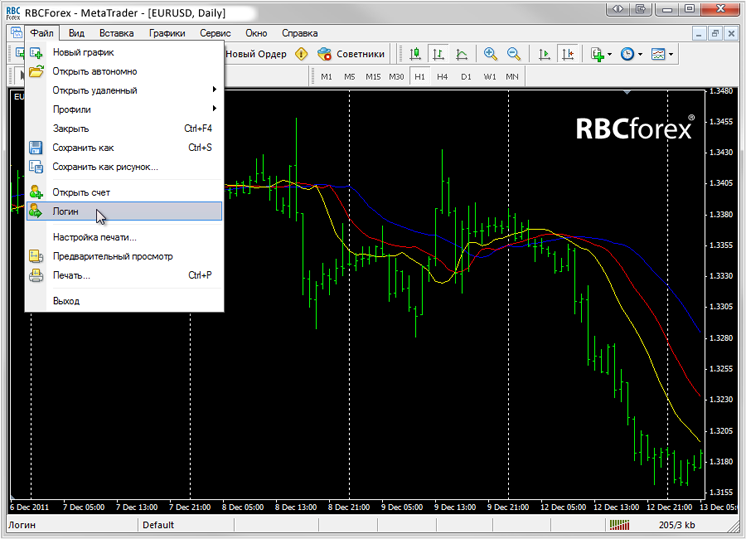 RBC
Forex
RBCForex - MetaTrader - [EURUSD, Daily]
Файл Вид Вставка Графики Сервис Окно Справка
Новый Ордер Советники
M1 M5 M15 M30 H1 H4 D1 W1 MN
Новый график
Открыть автономно
Открыть удаленный
Профили
Закрыть Ctrl+F4
Сохранить как Ctrl+S
Сохранить как рисунок...
Открыть счет
Логин
Настройка печати...
Предварительный просмотр
Печать... Ctrl+P
Выход
EU
RBCforex®
1.3480
1.3455
1.3430
1.3405
1.3380
1.3355
1.3330
1.3305
1.3280
1.3255
1.3230
1.3205
1.3180
1.3155
6 Dec 2011 7 Dec 05:00 7 Dec 13:00 7 Dec 21:00 8 Dec 05:00 8 Dec 13:00 8 Dec 21:00 9 Dec 05:00 9 Dec 13:00 9 Dec 21:00 12 Dec 05:00 12 Dec 13:00 12 Dec 21:00 13 Dec 05:
Логин Default 205/3 kb